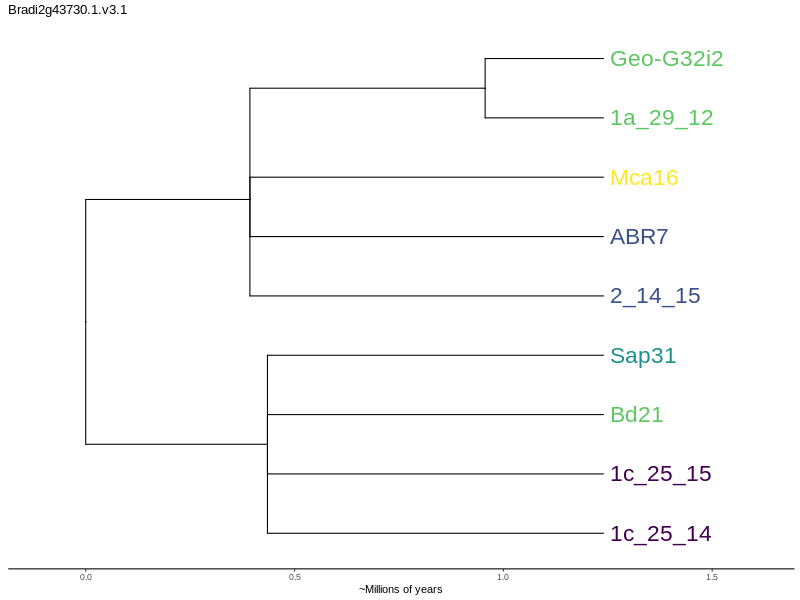 Bradi2g43730.1.v3.1
Geo-G32i2
1a_29_12
Mca16
ABR7
2_14_15
Sap31
Bd21
1c_25_15
1c_25_14
0.0 0.5 1.0 1.5
~Millions of years